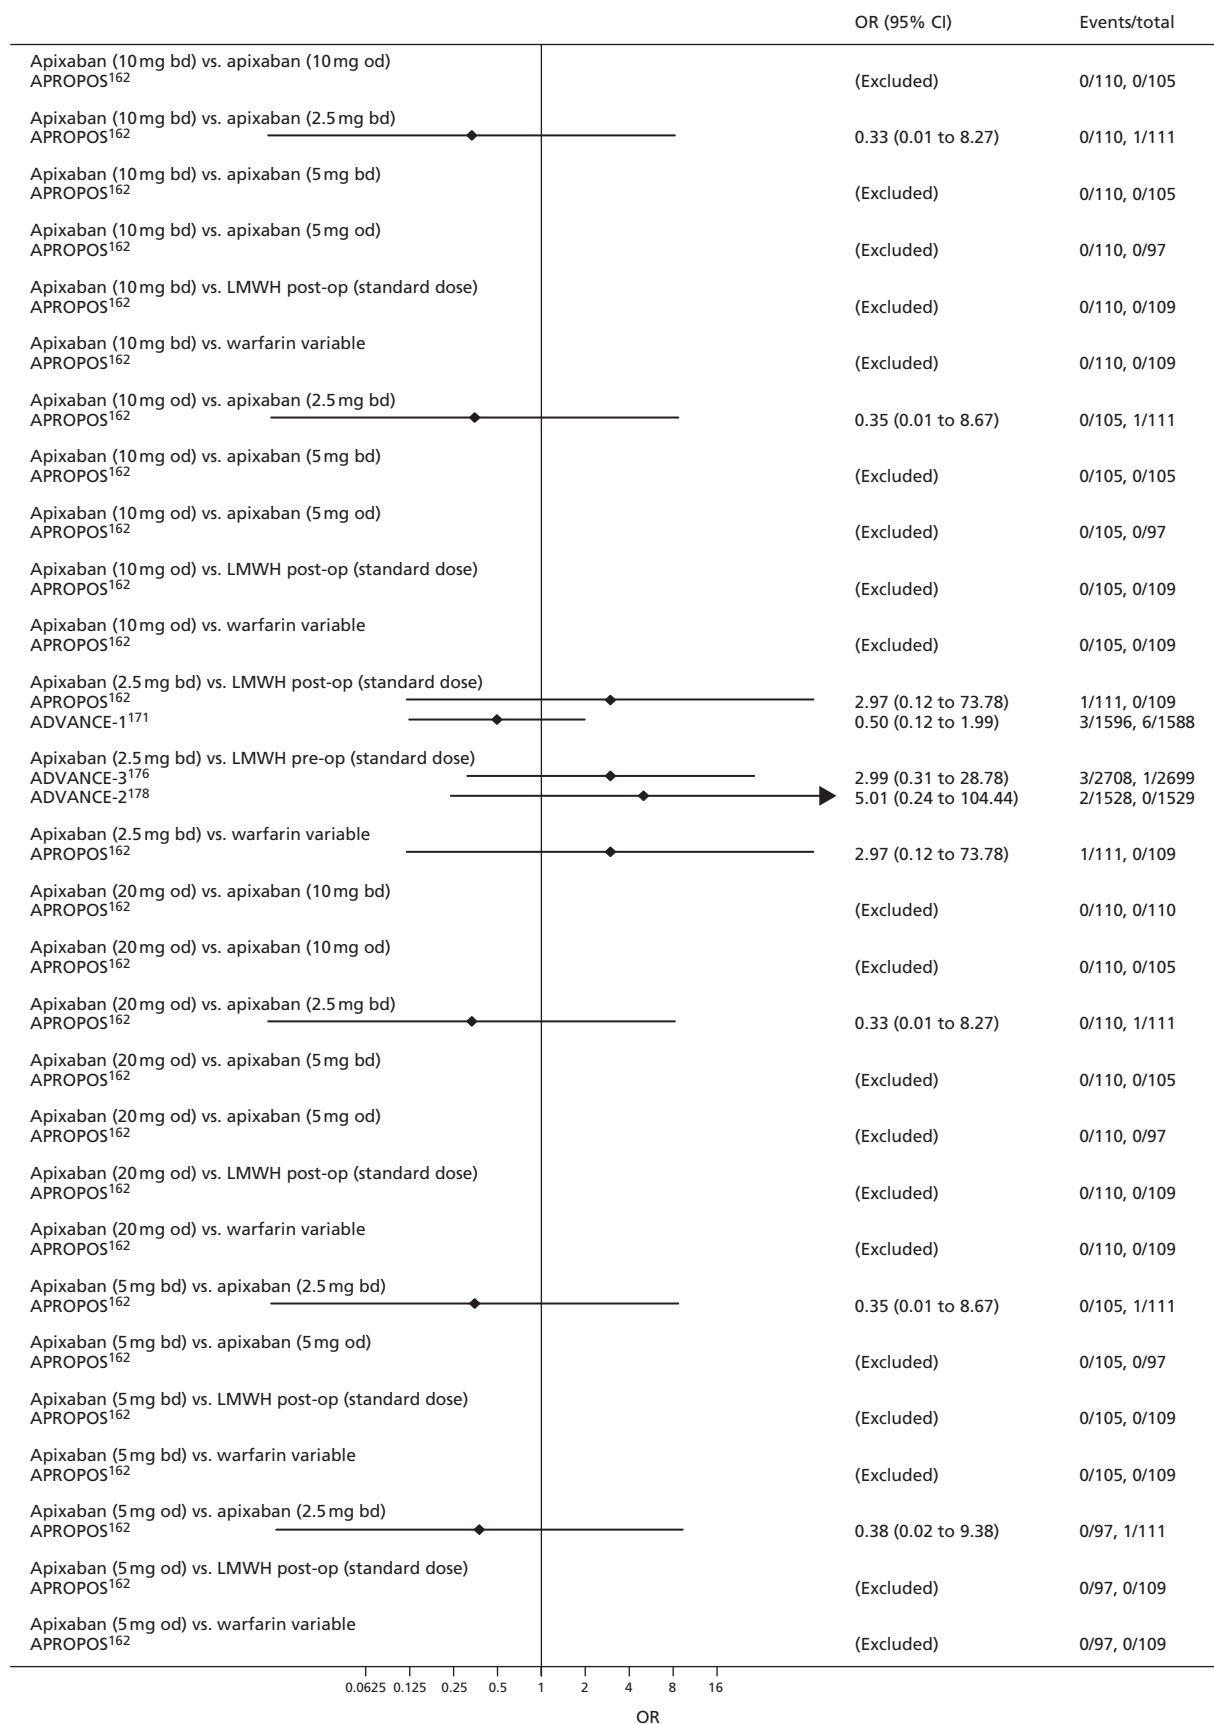 OR (95% CI) Events/total
Apixaban (10 mg bd) vs. apixaban (10 mg od)
APROPOS162 (Excluded) 0/110, 0/105
Apixaban (10 mg bd) vs. apixaban (2.5 mg bd)
APROPOS162 0.33 (0.01 to 8.27) 0/110, 1/111
Apixaban (10 mg bd) vs. apixaban (5 mg bd)
APROPOS162 (Excluded) 0/110, 0/105
Apixaban (10 mg bd) vs. apixaban (5 mg od)
APROPOS162 (Excluded) 0/110, 0/97
Apixaban (10 mg bd) vs. LMWH post-op (standard dose)
APROPOS162 (Excluded) 0/110, 0/109
Apixaban (10 mg bd) vs. warfarin variable
APROPOS162 (Excluded) 0/110, 0/109
Apixaban (10 mg od) vs. apixaban (2.5 mg bd)
APROPOS162 0.35 (0.01 to 8.67) 0/105, 1/111
Apixaban (10 mg od) vs. apixaban (5 mg bd)
APROPOS162 (Excluded) 0/105, 0/105
Apixaban (10 mg od) vs. apixaban (5 mg od)
APROPOS162 (Excluded) 0/105, 0/97
Apixaban (10 mg od) vs. LMWH post-op (standard dose)
APROPOS162 (Excluded) 0/105, 0/109
Apixaban (10 mg od) vs. warfarin variable
APROPOS162 (Excluded) 0/105, 0/109
Apixaban (2.5 mg bd) vs. LMWH post-op (standard dose)
APROPOS162 2.97 (0.12 to 73.78) 1/111, 0/109
ADVANCE-1171 0.50 (0.12 to 1.99) 3/1596, 6/1588
Apixaban (2.5 mg bd) vs. LMWH pre-op (standard dose)
ADVANCE-3176 2.99 (0.31 to 28.78) 3/2708, 1/2699
ADVANCE-2178 5.01 (0.24 to 104.44) 2/1528, 0/1529
Apixaban (2.5 mg bd) vs. warfarin variable
APROPOS162 2.97 (0.12 to 73.78) 1/111, 0/109
Apixaban (20 mg od) vs. apixaban (10 mg bd)
APROPOS162 (Excluded) 0/110, 0/110
Apixaban (20 mg od) vs. apixaban (10 mg od)
APROPOS162 (Excluded) 0/110, 0/105
Apixaban (20 mg od) vs. apixaban (2.5 mg bd)
APROPOS162 0.33 (0.01 to 8.27) 0/110, 1/111
Apixaban (20 mg od) vs. apixaban (5 mg bd)
APROPOS162 (Excluded) 0/110, 0/105
Apixaban (20 mg od) vs. apixaban (5 mg od)
APROPOS162 (Excluded) 0/110, 0/97
Apixaban (20 mg od) vs. LMWH post-op (standard dose)
APROPOS162 (Excluded) 0/110, 0/109
Apixaban (20 mg od) vs. warfarin variable
APROPOS162 (Excluded) 0/110, 0/109
Apixaban (5 mg bd) vs. apixaban (2.5 mg bd)
APROPOS162 0.35 (0.01 to 8.67) 0/105, 1/111
Apixaban (5 mg bd) vs. apixaban (5 mg od)
APROPOS162 (Excluded) 0/105, 0/97
Apixaban (5 mg bd) vs. LMWH post-op (standard dose)
APROPOS162 (Excluded) 0/105, 0/109
Apixaban (5 mg bd) vs. warfarin variable
APROPOS162 (Excluded) 0/105, 0/109
Apixaban (5 mg od) vs. apixaban (2.5 mg bd)
APROPOS162 0.38 (0.02 to 9.38) 0/97, 1/111
Apixaban (5 mg od) vs. LMWH post-op (standard dose)
APROPOS162 (Excluded) 0/97, 0/109
Apixaban (5 mg od) vs. warfarin variable
APROPOS162 (Excluded) 0/97, 0/109
0.0625 0.125 0.25 0.5 1 2 4 8 16
OR